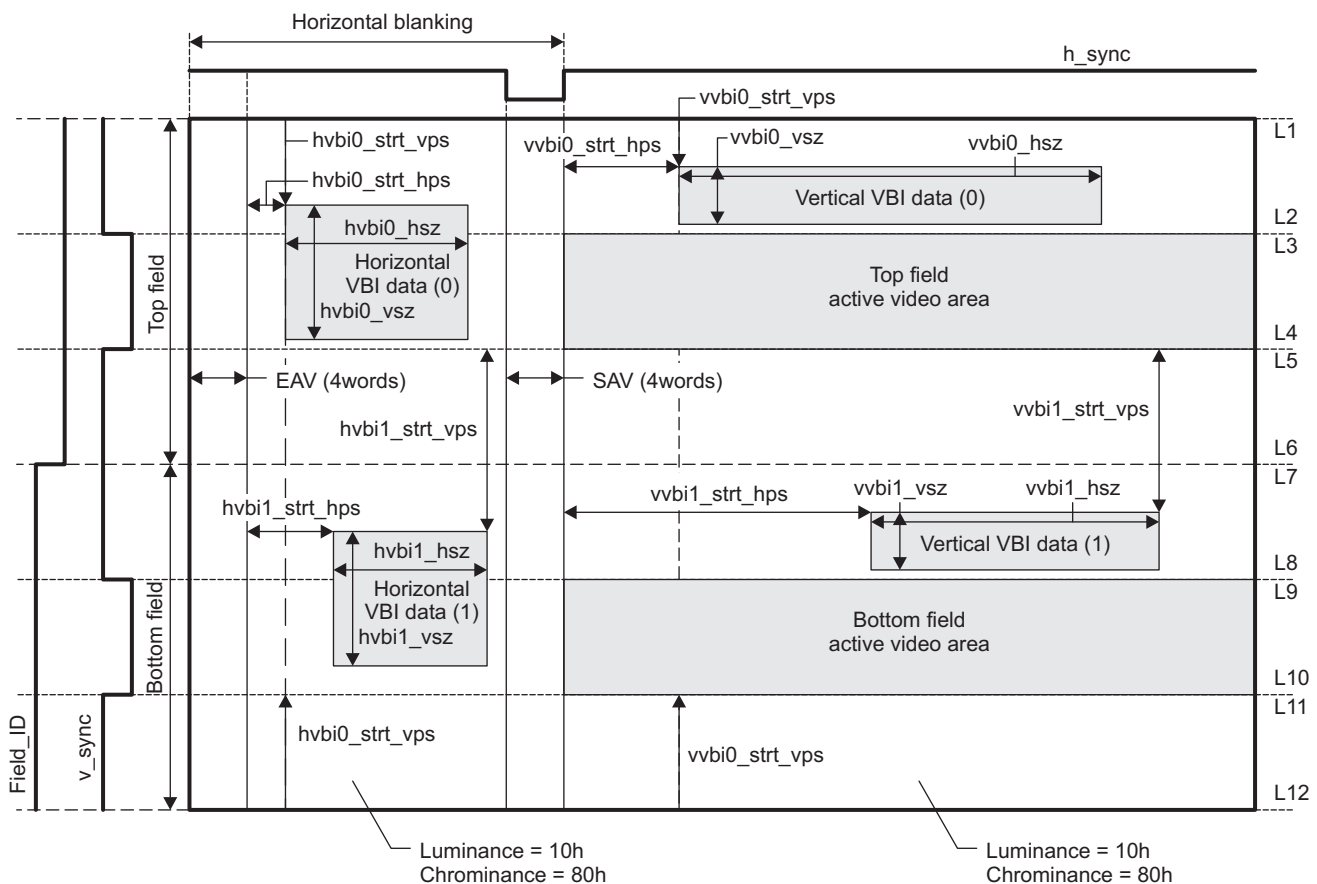 Horizontal blanking
h_sync
vvbi0_strt_vps
hvbi0_strt_vps
vvbi0_strt_hps
vvbi0_vsz
vvbi0_hsz
L1
hvbi0_strt_hps
Vertical VBI data (0)
L2
hvbi0_hsz
L3
Horizontal
VBI data (0)
Top field
active video area
hvbi0_vsz
Top field
L4
L5
EAV (4words)
SAV (4words)
hvbi1_strt_vps
vvbi1_strt_vps
L6
L7
hvbi1_strt_hps
vvbi1_strt_hps
vvbi1_vsz
vvbi1_hsz
hvbi1_hsz
Vertical VBI data (1)
L8
L9
Horizontal
VBI data (1)
Bottom field
active video area
hvbi1_vsz
Bottom field
L10
L11
Field_ID
v_sync
hvbi0_strt_vps
vvbi0_strt_vps
L12
Luminance = 10h
Chrominance = 80h
Luminance = 10h
Chrominance = 80h